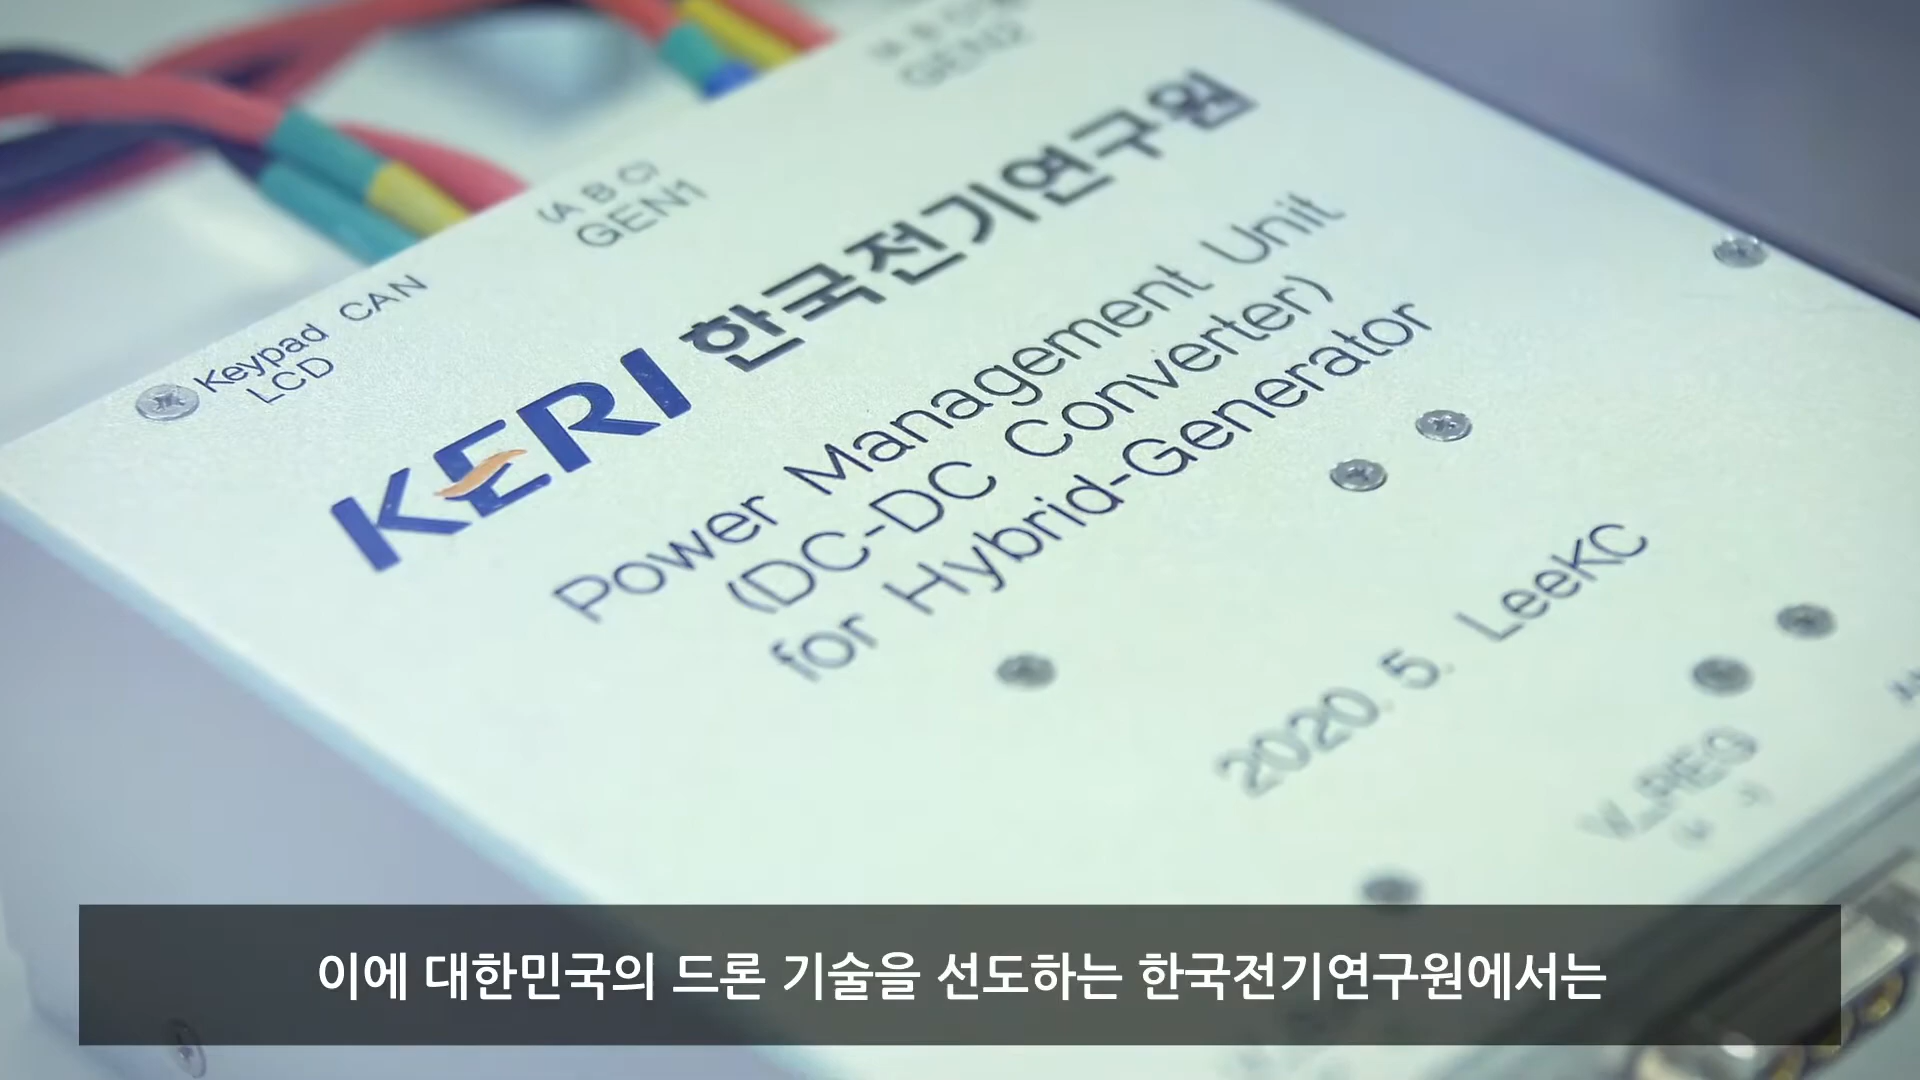 GEN2
(A B C)
GEN1
Keypad CAN
LCD
KERI 한국전기연구원
Power Management Unit
(DC-DC Converter)
for Hybrid-Generator
2020. 5. LeeKC
이에 대한민국의 드론 기술을 선도하는 한국전기연구원에서는